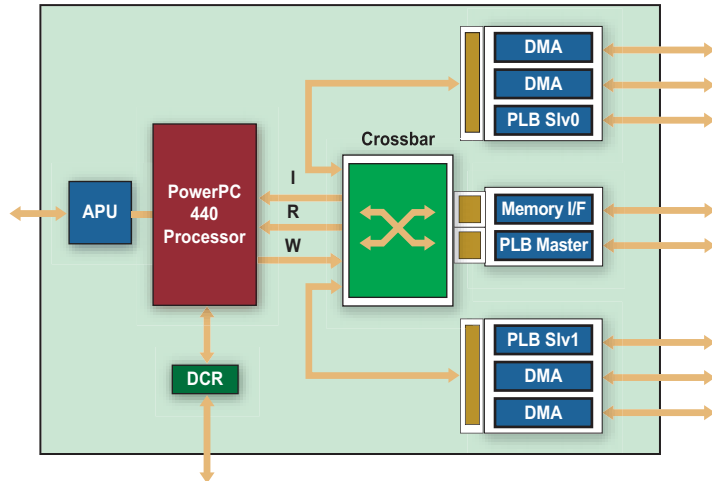 DMA
DMA
PLB Slv0
Crossbar
PowerPC
440
Processor
APU
I
R
W
Memory I/F
PLB Master
DCR
PLB Slv1
DMA
DMA